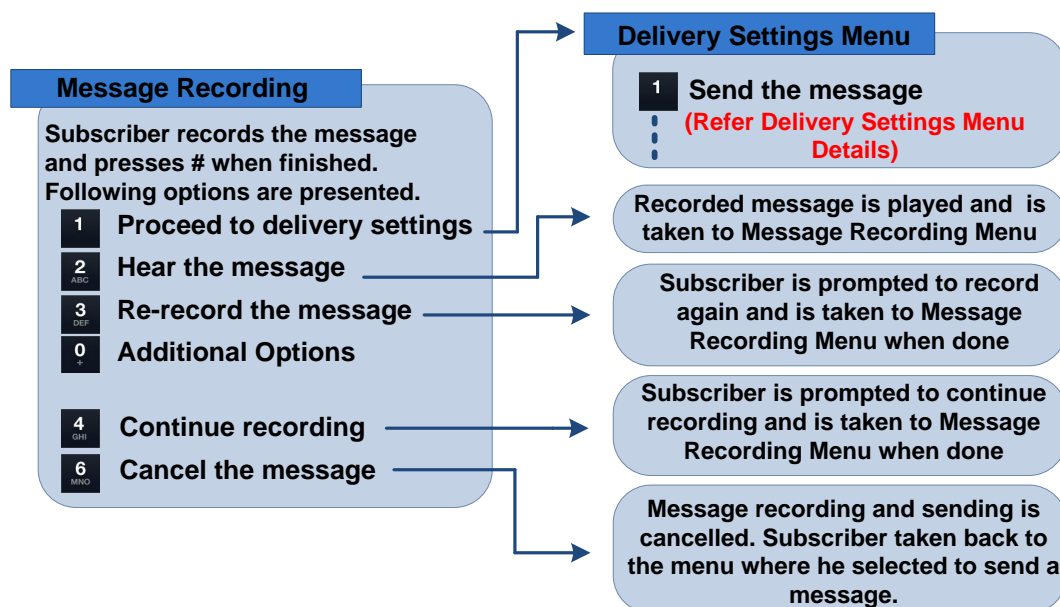 Message Recording
Subscriber records the message
and presses # when finished.
Following options are presented.
1 Proceed to delivery settings
2 ABC Hear the message
3 DEF Re-record the message
0 + Additional Options
4 GHI Continue recording
6 MNO Cancel the message
Delivery Settings Menu
1 Send the message
(Refer Delivery Settings Menu
Details)
Recorded message is played and is
taken to Message Recording Menu
Subscriber is prompted to record
again and is taken to Message
Recording Menu when done
Subscriber is prompted to continue
recording and is taken to Message
Recording Menu when done
Message recording and sending is
cancelled. Subscriber taken back to
the menu where he selected to send a
message.